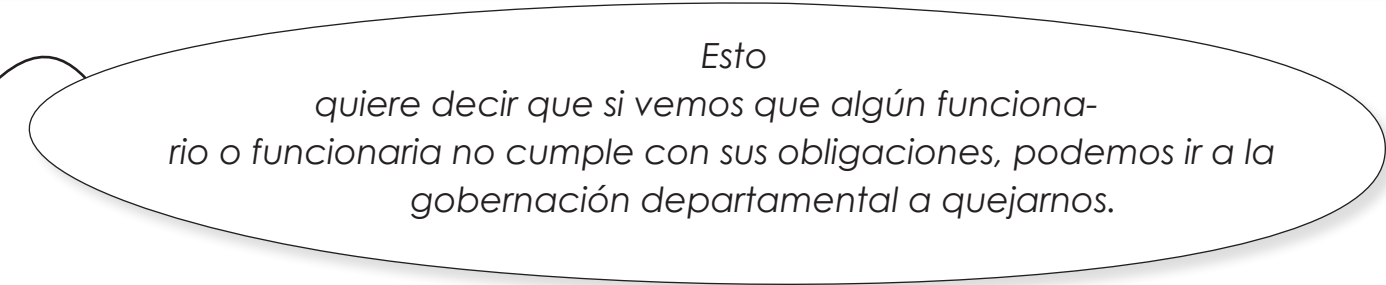 Esto
quiere decir que si vemos que algún funciona-
rio o funcionaria no cumple con sus obligaciones, podemos ir a la
gobernación departamental a quejarnos.